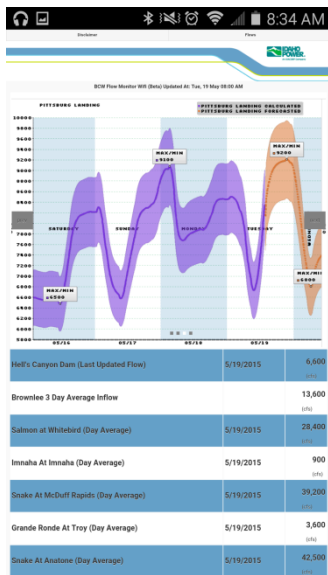 8:34 AM
Disclaimer Flows
IDAHO
POWER.
BCM Flow Monitor Wifi (Beta) Updated At: Tue, 19 May 08:00 AM
PITTSBURG LANDING
PITTSBURG LANDING CALCULATED
PITTSBURG LANDING FORECASTED
10000
9800
9600
9400
9200
9000
8800
8600
8400
8200
8000
7800
7600
7400
7200
7000
6800
6600
6400
6200
6000
5800
MAX/MIN
≤9100
MAX/MIN
≤9200
SATURDAY SUNDAY MONDAY TUESDAY
MAX/MIN
≥6500
MAX/MIN
≥6800
05/16 05/17 05/18 05/19
Hell's Canyon Dam (Last Updated Flow) 5/19/2015 6,600
(cfs)
Brownlee 3 Day Average Inflow 13,600
(cfs)
Salmon at Whitebird (Day Average) 5/19/2015 28,400
(cfs)
Imnaha At Imnaha (Day Average) 5/19/2015 900
(cfs)
Snake At McDuff Rapids (Day Average) 5/19/2015 39,200
(cfs)
Grande Ronde At Troy (Day Average) 5/19/2015 3,600
(cfs)
Snake At Anatone (Day Average) 5/19/2015 42,500
(cfs)